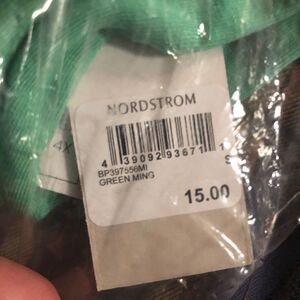 NORDSTROM
4X
4 39092 93671 1
BP397556MI
GREEN MING
S
15.00